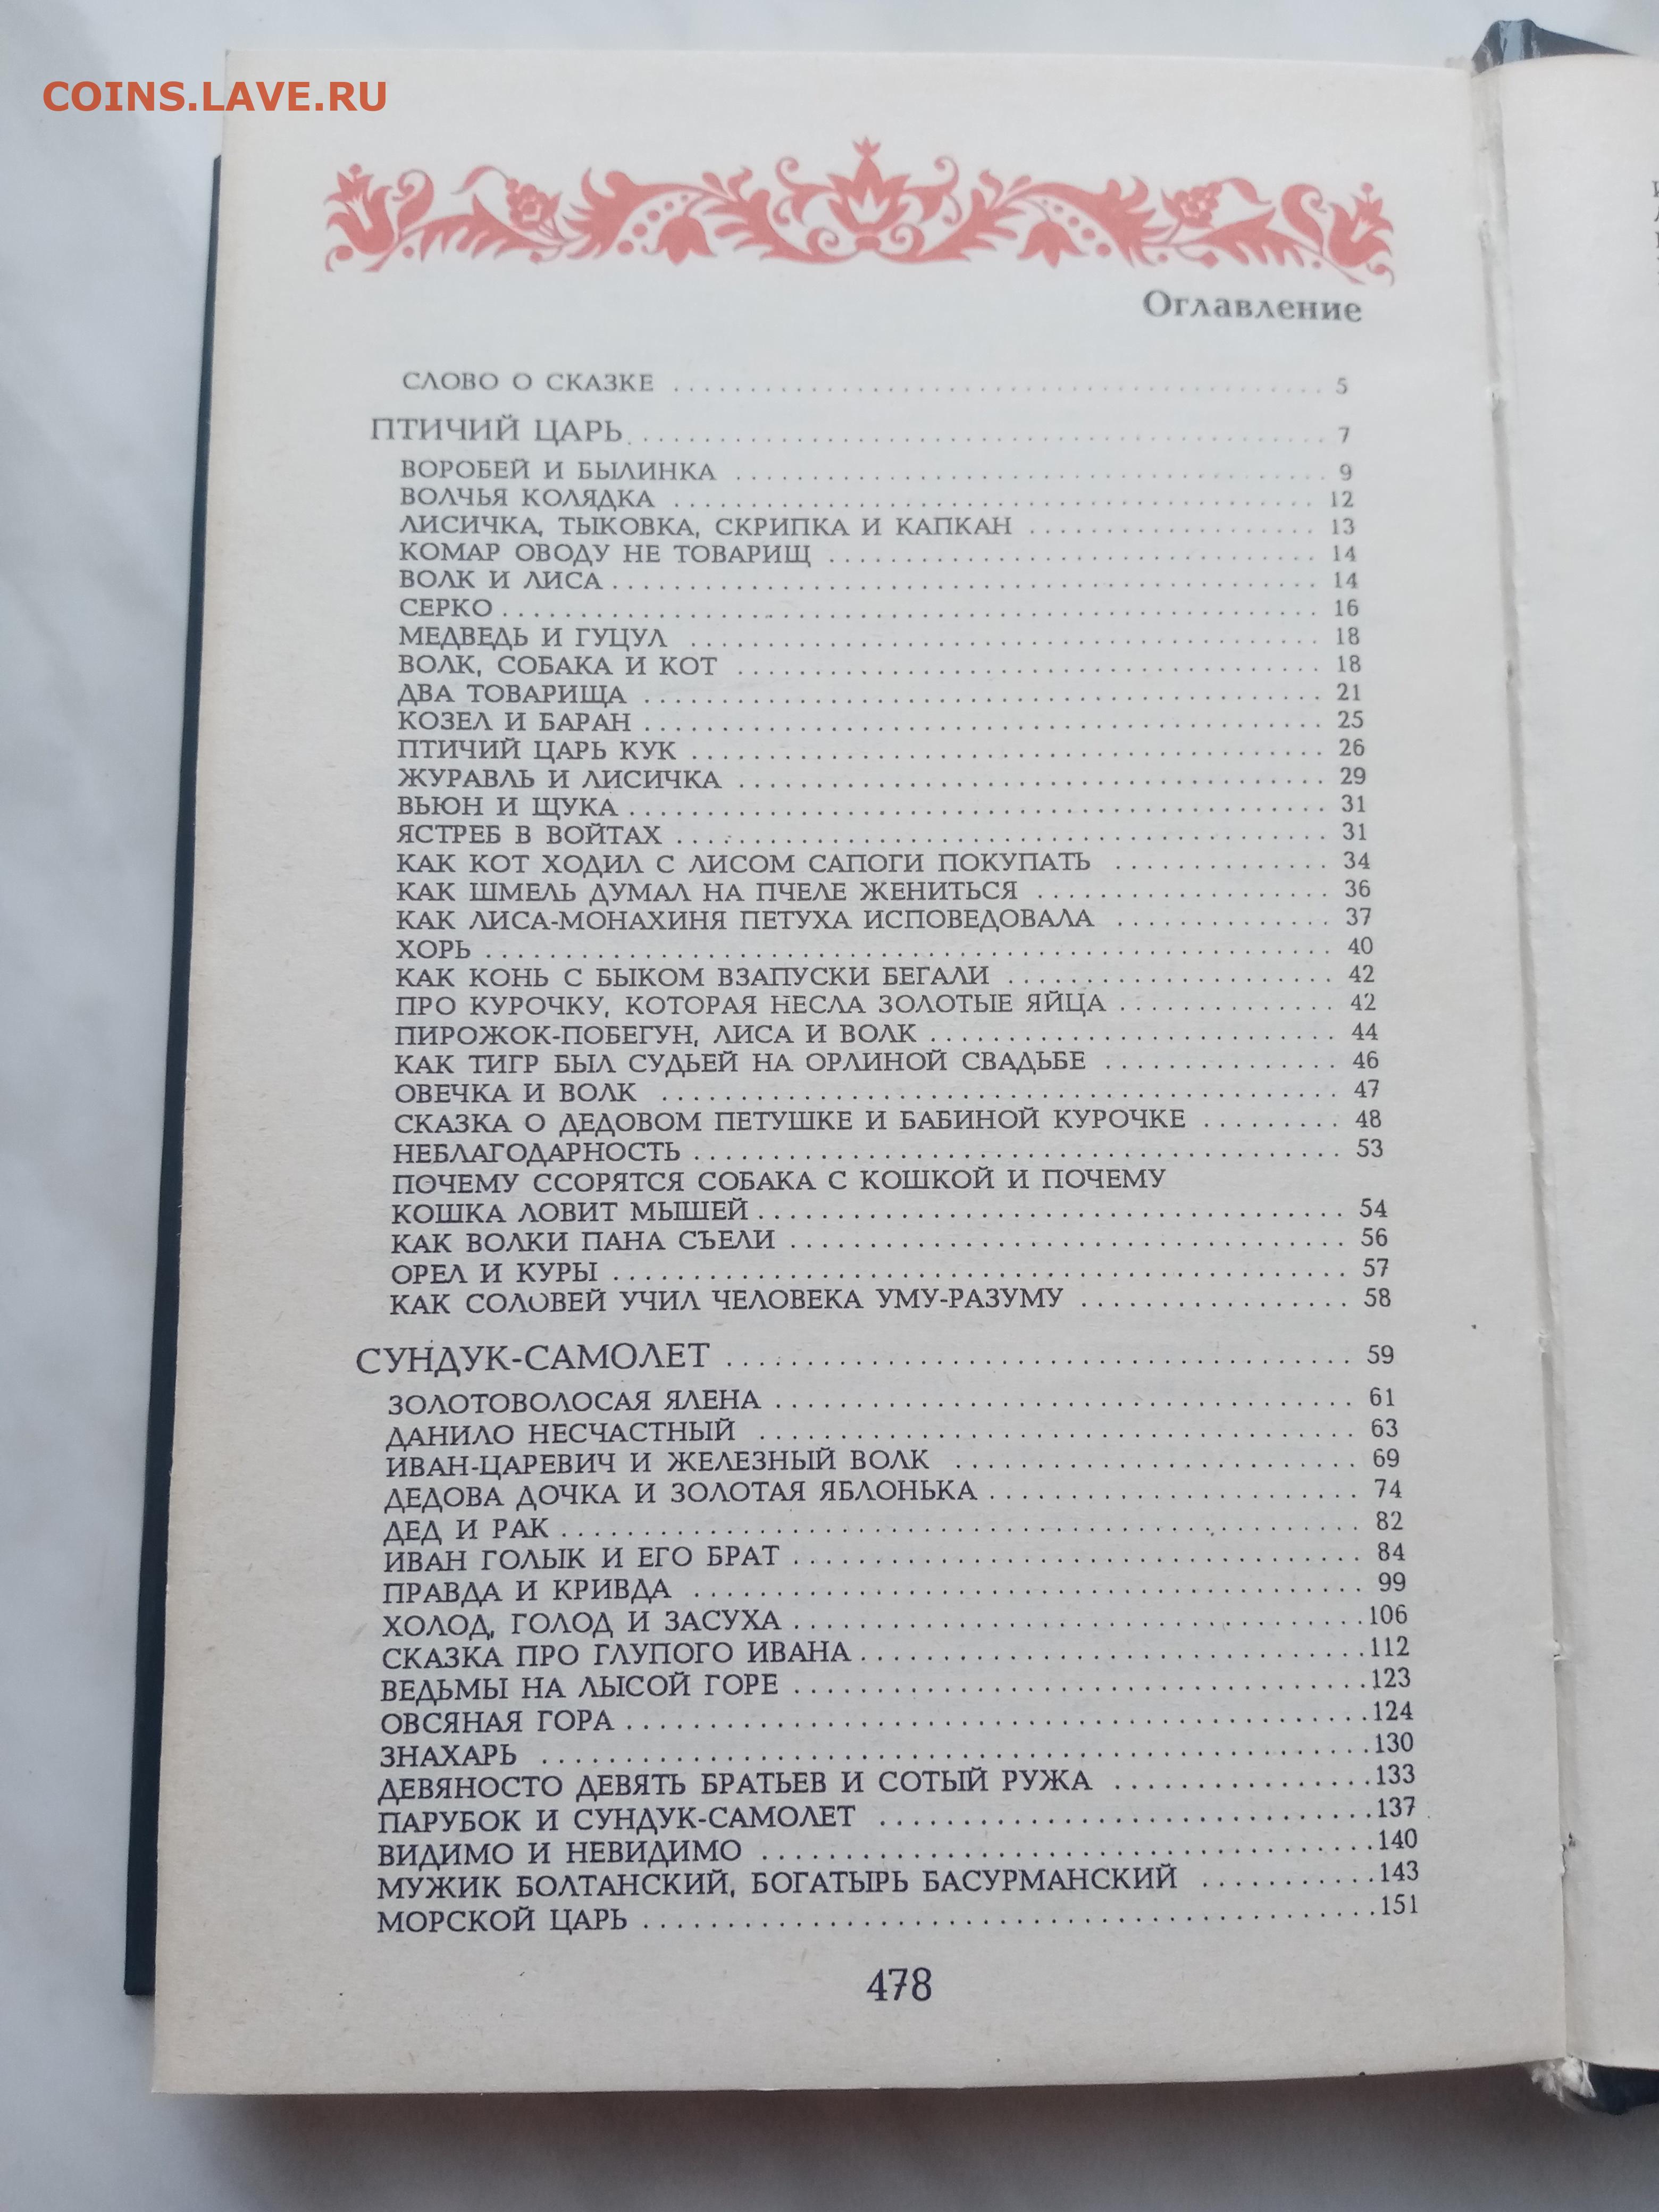 COINS.LAVE.RU
Оглавление
СЛОВО О СКАЗКЕ 5
ПТИЧИЙ ЦАРЬ 7
ВОРОБЕЙ И БЫЛИНКА 9
ВОЛЧЬЯ КОЛЯДКА 12
ЛИСИЧКА, ТЫКОВКА, СКРИПКА И КАПКАН 13
КОМАР ОВОДУ НЕ ТОВАРИЩ 14
ВОЛК И ЛИСА 14
СЕРКО 16
МЕДВЕДЬ И ГУЦУЛ 18
ВОЛК, СОБАКА И КОТ 18
ДВА ТОВАРИЩА 21
КОЗЕЛ И БАРАН 25
ПТИЧИЙ ЦАРЬ КУК 26
ЖУРАВЛЬ И ЛИСИЧКА 29
ВЬЮН И ЩУКА 31
ЯСТРЕБ В ВОЙТАХ 31
КАК КОТ ХОДИЛ С ЛИСОМ САПОГИ ПОКУПАТЬ 34
КАК ШМЕЛЬ ДУМАЛ НА ПЧЕЛЕ ЖЕНИТЬСЯ 36
КАК ЛИСА-МОНАХИНЯ ПЕТУХА ИСПОВЕДОВАЛА 37
ХОРЬ 40
КАК КОНЬ С БЫКОМ ВЗАПУСКИ БЕГАЛИ 42
ПРО КУРОЧКУ, КОТОРАЯ НЕСЛА ЗОЛОТЫЕ ЯЙЦА 42
ПИРОЖОК-ПОБЕГУН, ЛИСА И ВОЛК 44
КАК ТИГР БЫЛ СУДЬЕЙ НА ОРЛИНОЙ СВАДЬБЕ 46
ОВЕЧКА И ВОЛК 47
СКАЗКА О ДЕДОВОМ ПЕТУШКЕ И БАБИНОЙ КУРОЧКЕ 48
НЕБЛАГОДАРНОСТЬ 53
ПОЧЕМУ ССОРЯТСЯ СОБАКА С КОШКОЙ И ПОЧЕМУ
КОШКА ЛОВИТ МЫШЕЙ 54
КАК ВОЛКИ ПАНА СЪЕЛИ 56
ОРЕЛ И КУРЫ 57
КАК СОЛОВЕЙ УЧИЛ ЧЕЛОВЕКА УМУ-РАЗУМУ 58
СУНДУК-САМОЛЕТ 59
ЗОЛОТОВОЛОСАЯ ЯЛЕНА 61
ДАНИЛО НЕСЧАСТНЫЙ 63
ИВАН-ЦАРЕВИЧ И ЖЕЛЕЗНЫЙ ВОЛК 69
ДЕДОВА ДОЧКА И ЗОЛОТАЯ ЯБЛОНЬКА 74
ДЕД И РАК 82
ИВАН ГОЛЫК И ЕГО БРАТ 84
ПРАВДА И КРИВДА 99
ХОЛОД, ГОЛОД И ЗАСУХА 106
СКАЗКА ПРО ГЛУПОГО ИВАНА 112
ВЕДЬМЫ НА ЛЫСОЙ ГОРЕ 123
ОВСЯНАЯ ГОРА 124
ЗНАХАРЬ 130
ДЕВЯНОСТО ДЕВЯТЬ БРАТЬЕВ И СОТЫЙ РУЖА 133
ПАРУБОК И СУНДУК-САМОЛЕТ 137
ВИДИМО И НЕВИДИМО 140
МУЖИК БОЛТАНСКИЙ, БОГАТЫРЬ БАСУРМАНСКИЙ 143
МОРСКОЙ ЦАРЬ 151
478